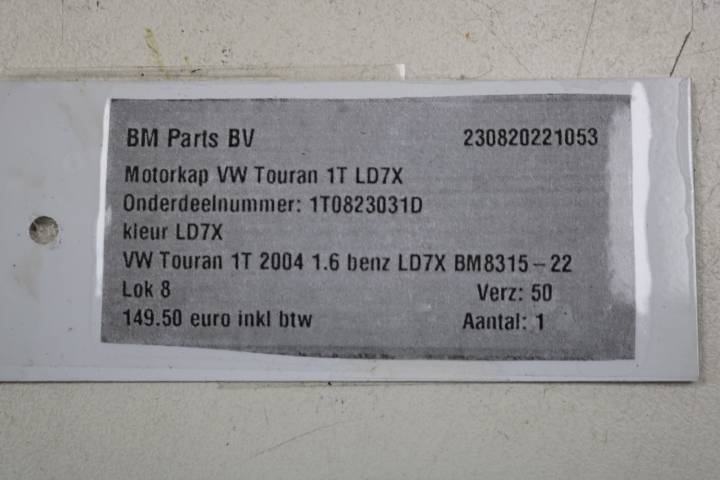 BM Parts BV 230820221053
Motorkap VW Touran 1T LD7X
Onderdeelnummer: 1T0823031D
kleur LD7X
VW Touran 1T 2004 1.6 benz LD7X BM8315-22
Lok 8 Verz: 50
149.50 euro inkl btw Aantal: 1